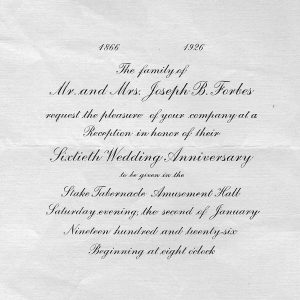 1866 1926
The family of
Mr. and Mrs. Joseph B. Forbes
request the pleasure of your company at a
Reception in honor of their
Sixtieth Wedding Anniversary
to be given in the
Stake Tabernacle Amusement Hall
Saturday evening, the second of January
Nineteen hundred and twenty-six
Beginning at eight o'clock